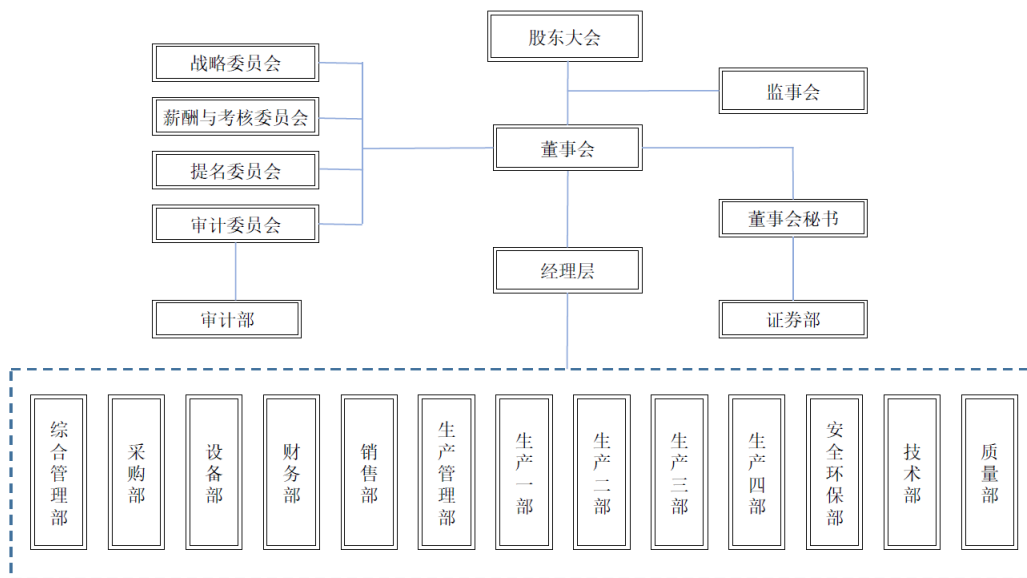 股东大会
战略委员会
监事会
薪酬与考核委员会
董事会
提名委员会
审计委员会
董事会秘书
经理层
审计部
证券部
综合管理部
采购部
设备部
财务部
销售部
生产管理部
生产一部
生产二部
生产三部
生产四部
安全环保部
技术部
质量部